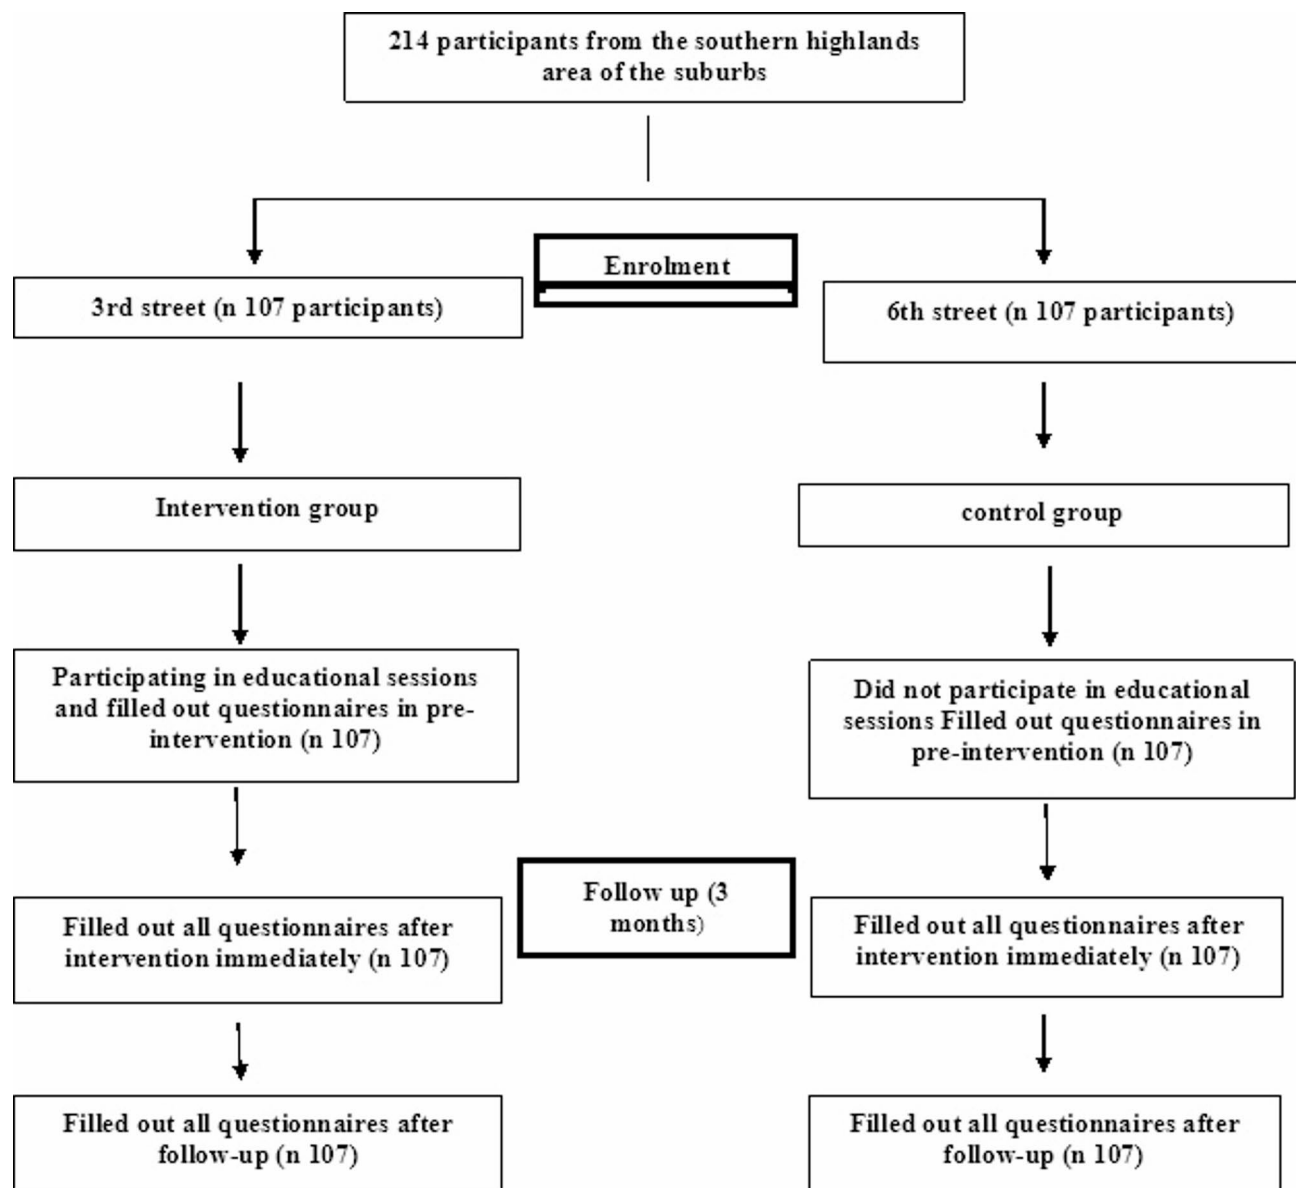 214 participants from the southern highlands
area of the suburbs
Enrolment
3rd street (n 107 participants)
6th street (n 107 participants)
Intervention group
control group
Participating in educational sessions
and filled out questionnaires in pre-
intervention (n 107)
Did not participate in educational
sessions Filled out questionnaires in
pre-intervention (n 107)
Follow up (3
months)
Filled out all questionnaires after
intervention immediately (n 107)
Filled out all questionnaires after
intervention immediately (n 107)
Filled out all questionnaires after
follow-up (n 107)
Filled out all questionnaires after
follow-up (n 107)